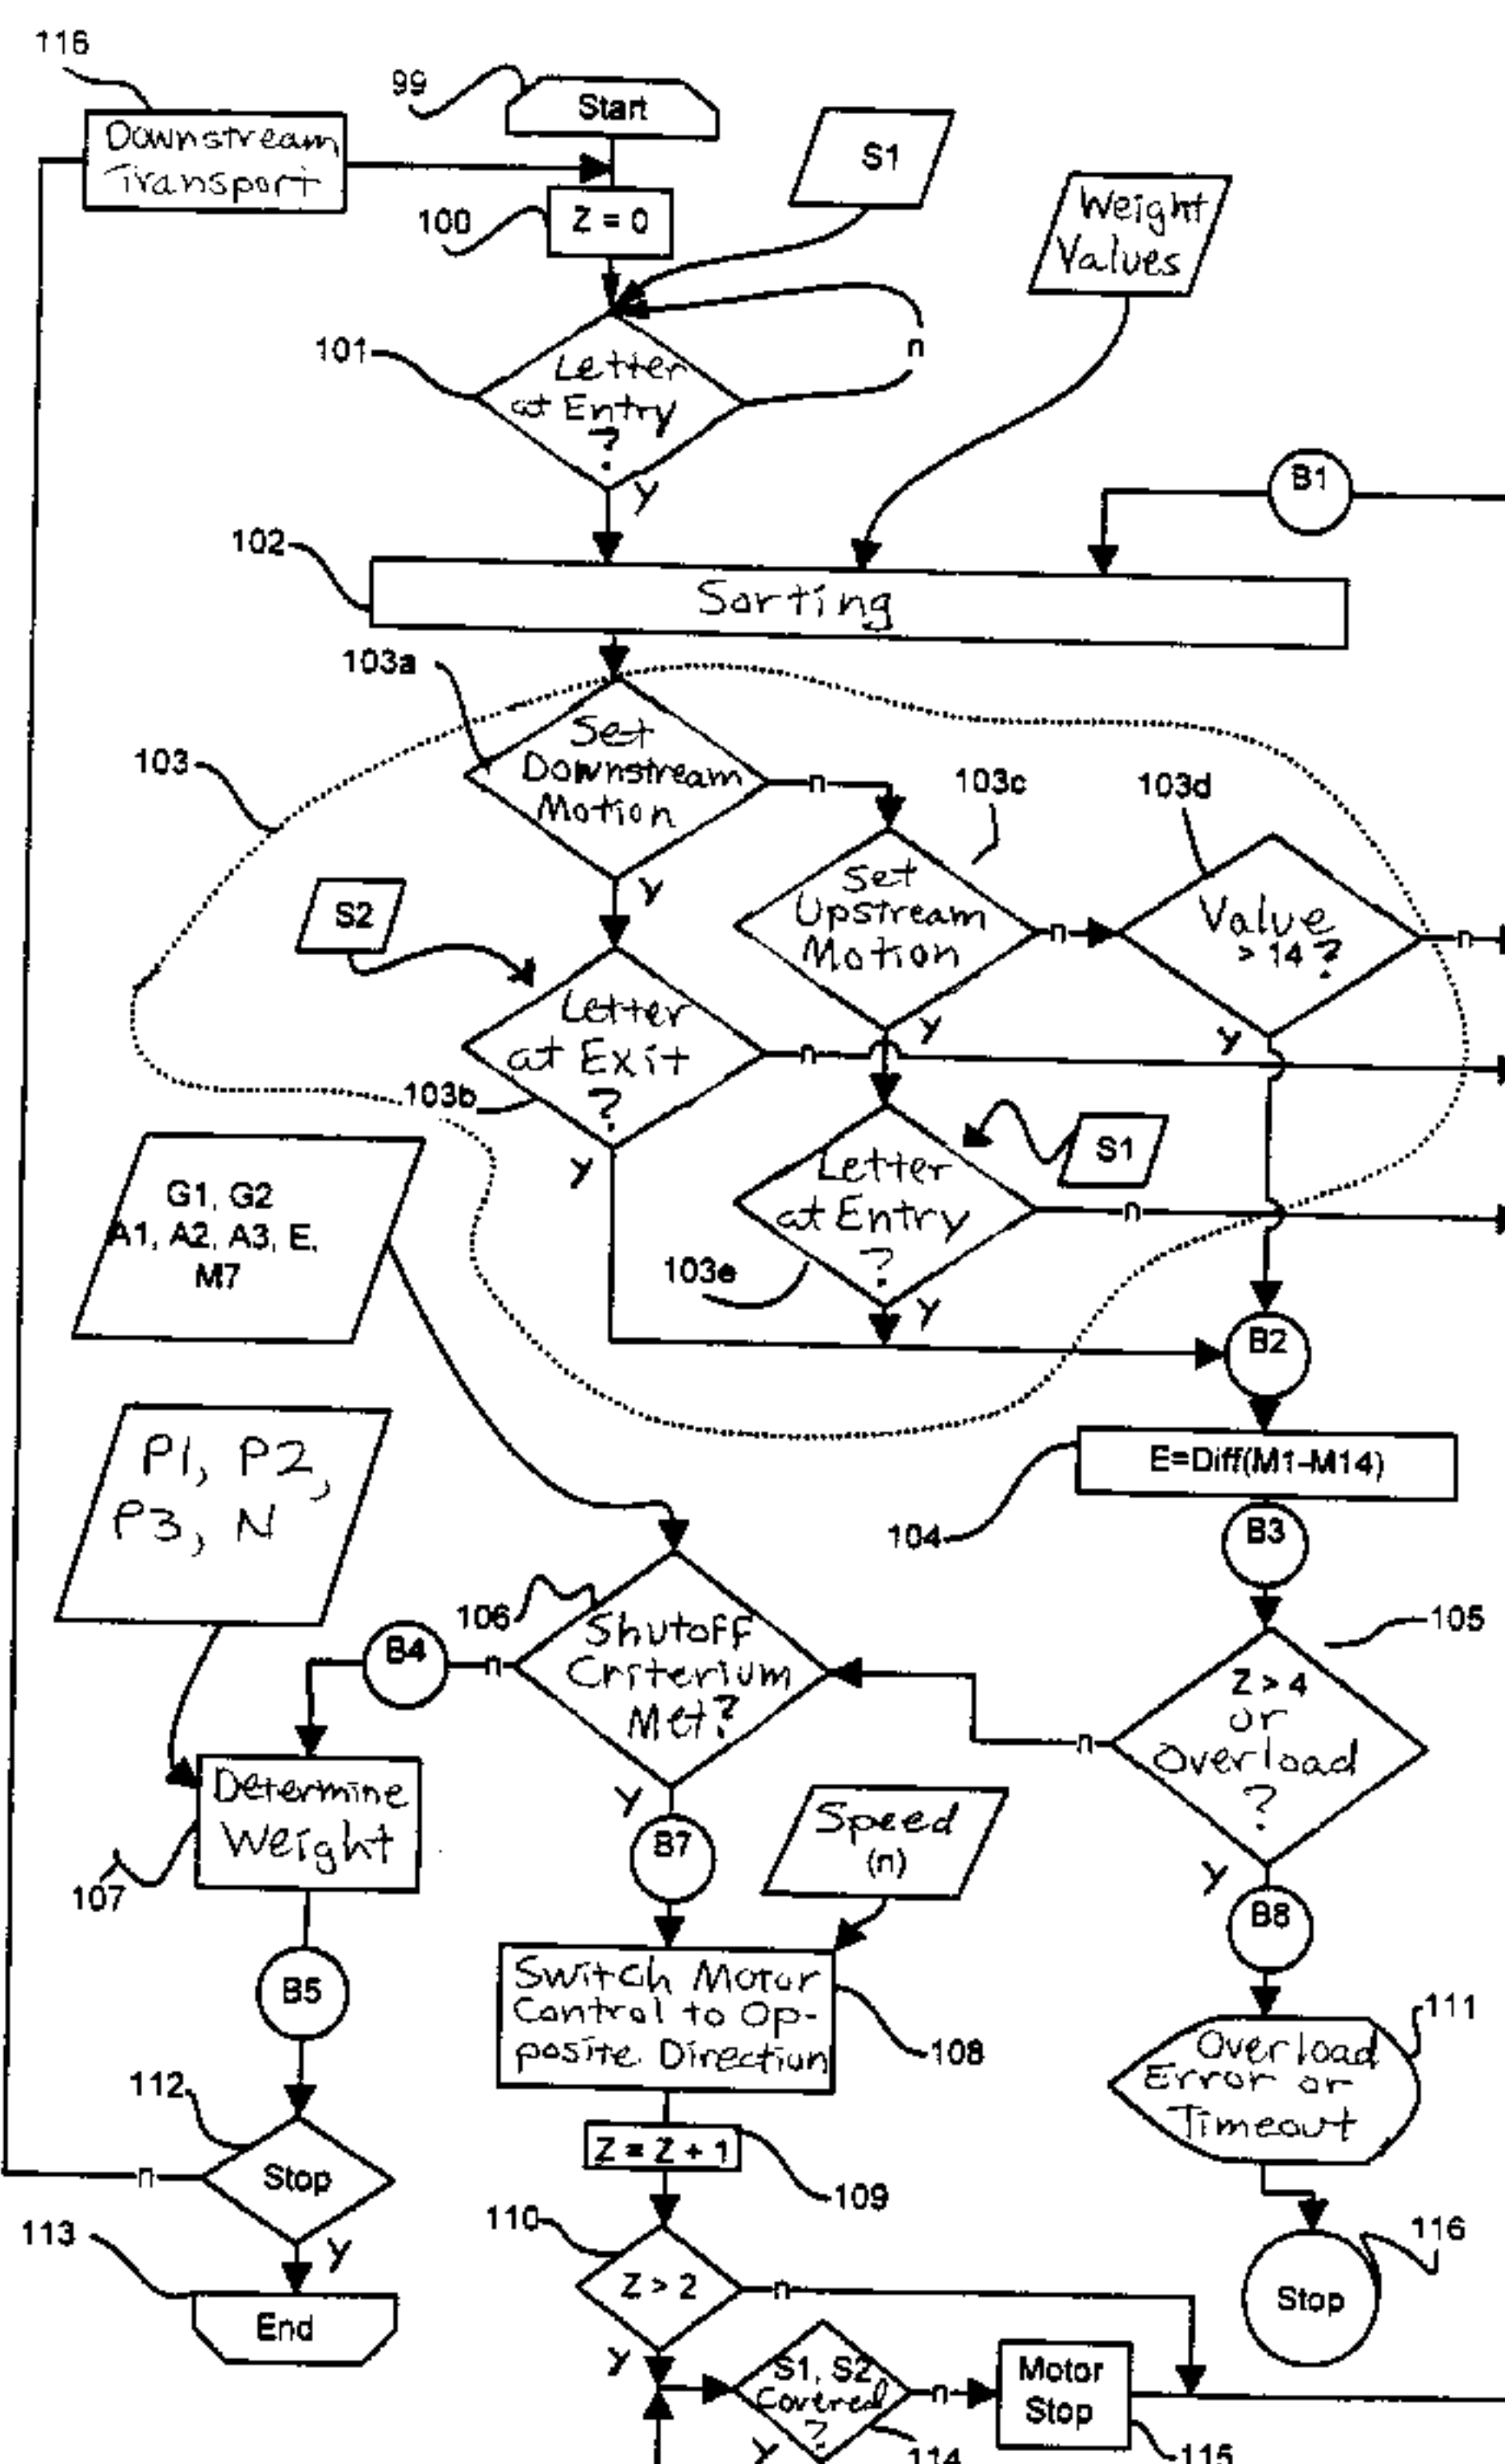 116
Downstream
Transport
99
Start
S1
Weight
Values
100
Z = 0
101
Letter
at Entry
?
n
y
B1
102
Sorting
103a
103
Set
Downstream
Motion
n
y
103c
Set
Upstream
Motion
n
y
103d
Value
> 14 ?
n
y
S2
Letter
at Exit
?
103b
n
y
S1
Letter
at Entry
?
103e
n
y
G1, G2
A1, A2, A3, E,
M7
B2
P1, P2,
P3, N
104
E=Diff(M1-M14)
B3
105
Z > 4
or
Overload
?
n
y
106
Shutoff
Criterium
Met?
n
y
B4
Determine
Weight
107
B7
Speed
(n)
B8
B5
Switch Motor
Control to Op-
posite Direction
108
111
Overload
Error or
Timeout
112
Stop
n
y
Z = Z + 1
109
113
End
110
Z > 2
n
y
116
Stop
S1, S2
Covered
?
n
y
114
Motor
Stop
115